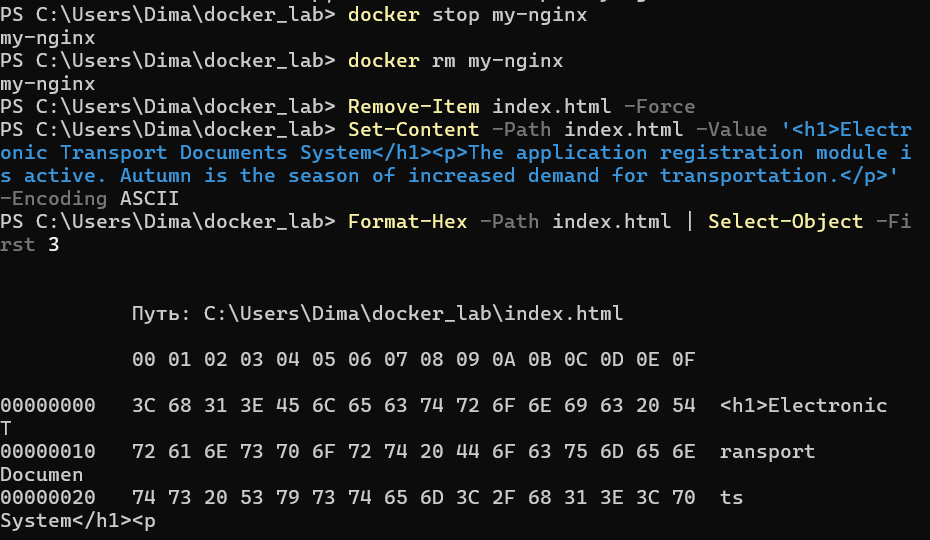 PS C:\Users\Dima\docker_lab> docker stop my-nginx
my-nginx
PS C:\Users\Dima\docker_lab> docker rm my-nginx
my-nginx
PS C:\Users\Dima\docker_lab> Remove-Item index.html -Force
PS C:\Users\Dima\docker_lab> Set-Content -Path index.html -Value '<h1>Electr
onic Transport Documents System</h1><p>The application registration module i
s active. Autumn is the season of increased demand for transportation.</p>'
-Encoding ASCII
PS C:\Users\Dima\docker_lab> Format-Hex -Path index.html | Select-Object -Fi
rst 3
Путь: C:\Users\Dima\docker_lab\index.html
00 01 02 03 04 05 06 07 08 09 0A 0B 0C 0D 0E 0F
00000000   3C 68 31 3E 45 6C 65 63 74 72 6F 6E 69 63 20 54  <h1>Electronic
T
00000010   72 61 6E 73 70 6F 72 74 20 44 6F 63 75 6D 65 6E  ransport
Documen
00000020   74 73 20 53 79 73 74 65 6D 3C 2F 68 31 3E 3C 70  ts
System</h1><p